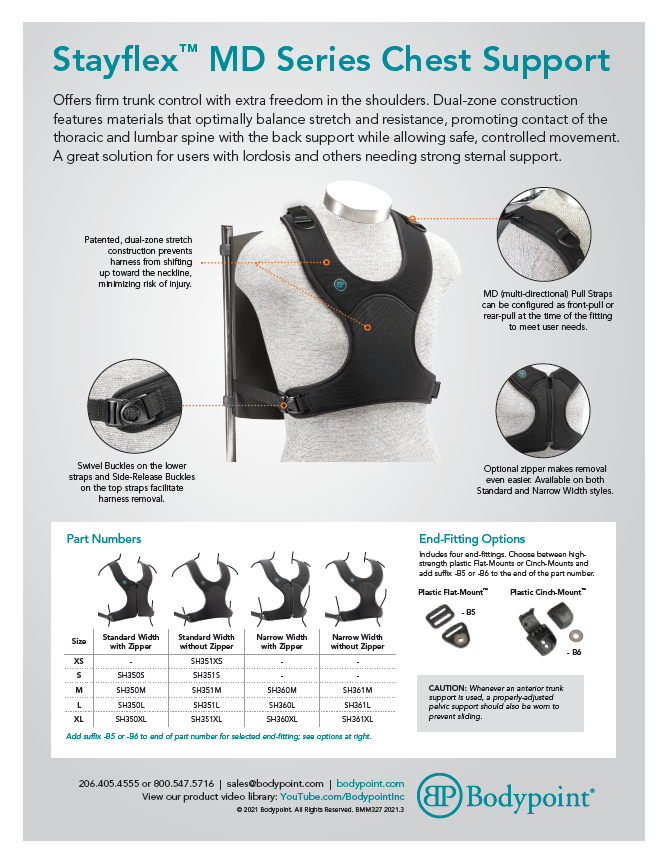 Stayflex™ MD Series Chest Support
Offers firm trunk control with extra freedom in the shoulders. Dual-zone construction
features materials that optimally balance stretch and resistance, promoting contact of the
thoracic and lumbar spine with the back support while allowing safe, controlled movement.
A great solution for users with lordosis and others needing strong sternal support.
Patented, dual-zone stretch
construction prevents
harness from shifting
up toward the neckline,
minimizing risk of injury.
MD (multi-directional) Pull Straps
can be configured as front-pull or
rear-pull at the time of the fitting
to meet user needs.
Swivel Buckles on the lower
straps and Side-Release Buckles
on the top straps facilitate
harness removal.
Optional zipper makes removal
even easier. Available on both
Standard and Narrow Width styles.
Part Numbers
Size | Standard Width with Zipper | Standard Width without Zipper | Narrow Width with Zipper | Narrow Width without Zipper
XS - SH351XS - -
S SH350S SH351S - -
M SH350M SH351M SH360M SH361M
L SH350L SH351L SH360L SH361L
XL SH350XL SH351XL SH360XL SH361XL
Add suffix -B5 or -B6 to end of part number for selected end-fitting; see options at right.
End-Fitting Options
Includes four end-fittings. Choose between high-
strength plastic Flat-Mounts or Cinch-Mounts and
add suffix -B5 or -B6 to the end of the part number.
Plastic Flat-Mount™ Plastic Cinch-Mount™
- B5
- B6
CAUTION: Whenever an anterior trunk
support is used, a properly-adjusted
pelvic support should also be worn to
prevent sliding.
206.405.4555 or 800.547.5716 | sales@bodypoint.com | bodypoint.com
View our product video library: YouTube.com/BodypointInc
© 2021 Bodypoint. All Rights Reserved. BMM327 2021.3
BP Bodypoint®